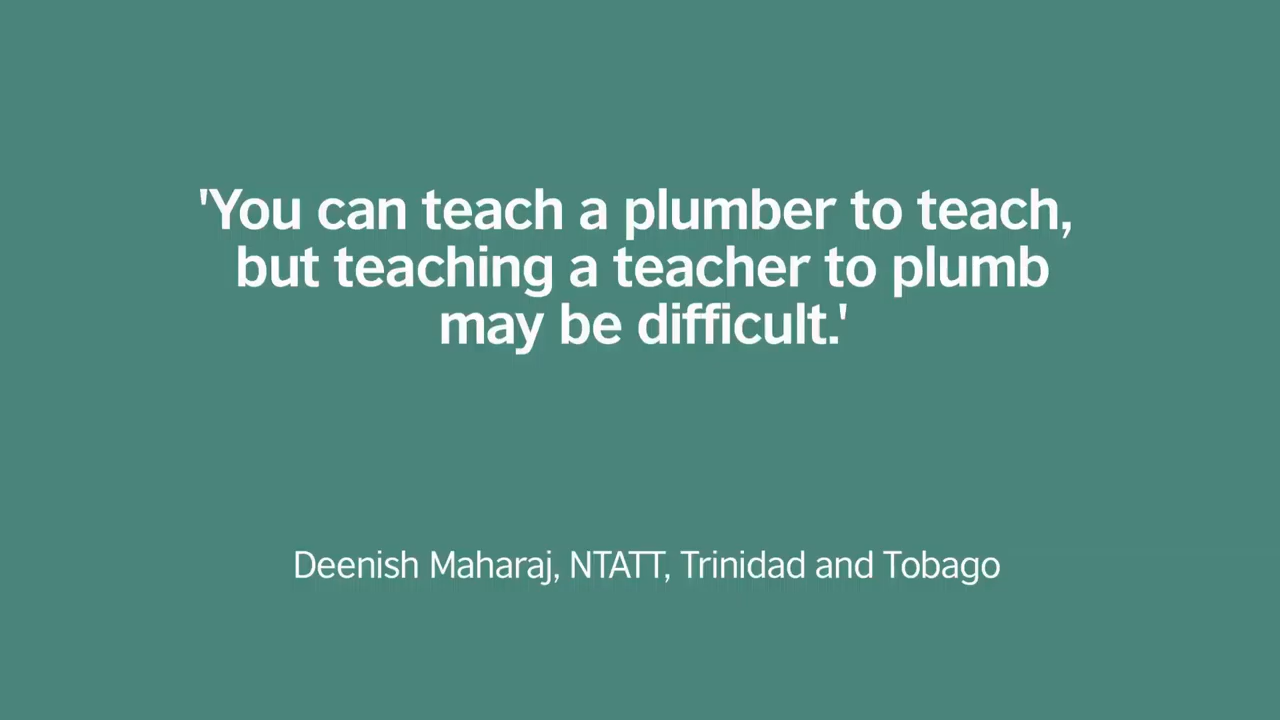 'You can teach a plumber to teach,
but teaching a teacher to plumb
may be difficult.'
Deenish Maharaj, NTATT, Trinidad and Tobago